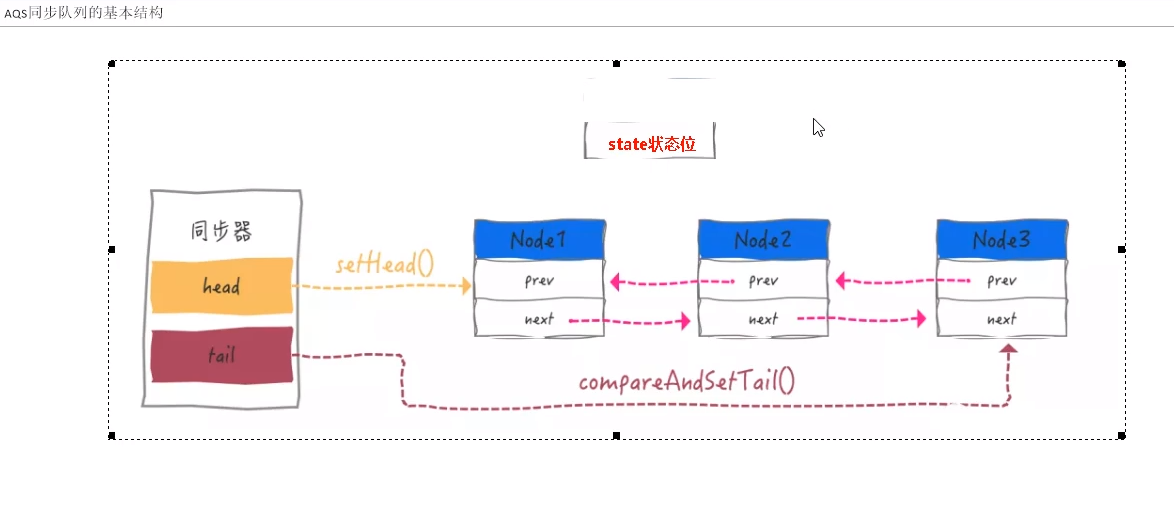 AQS同步队列的基本结构
state状态位
同步器
head
tail
setHead()
Node1
prev
next
Node2
prev
next
Node3
prev
next
compareAndSetTail()